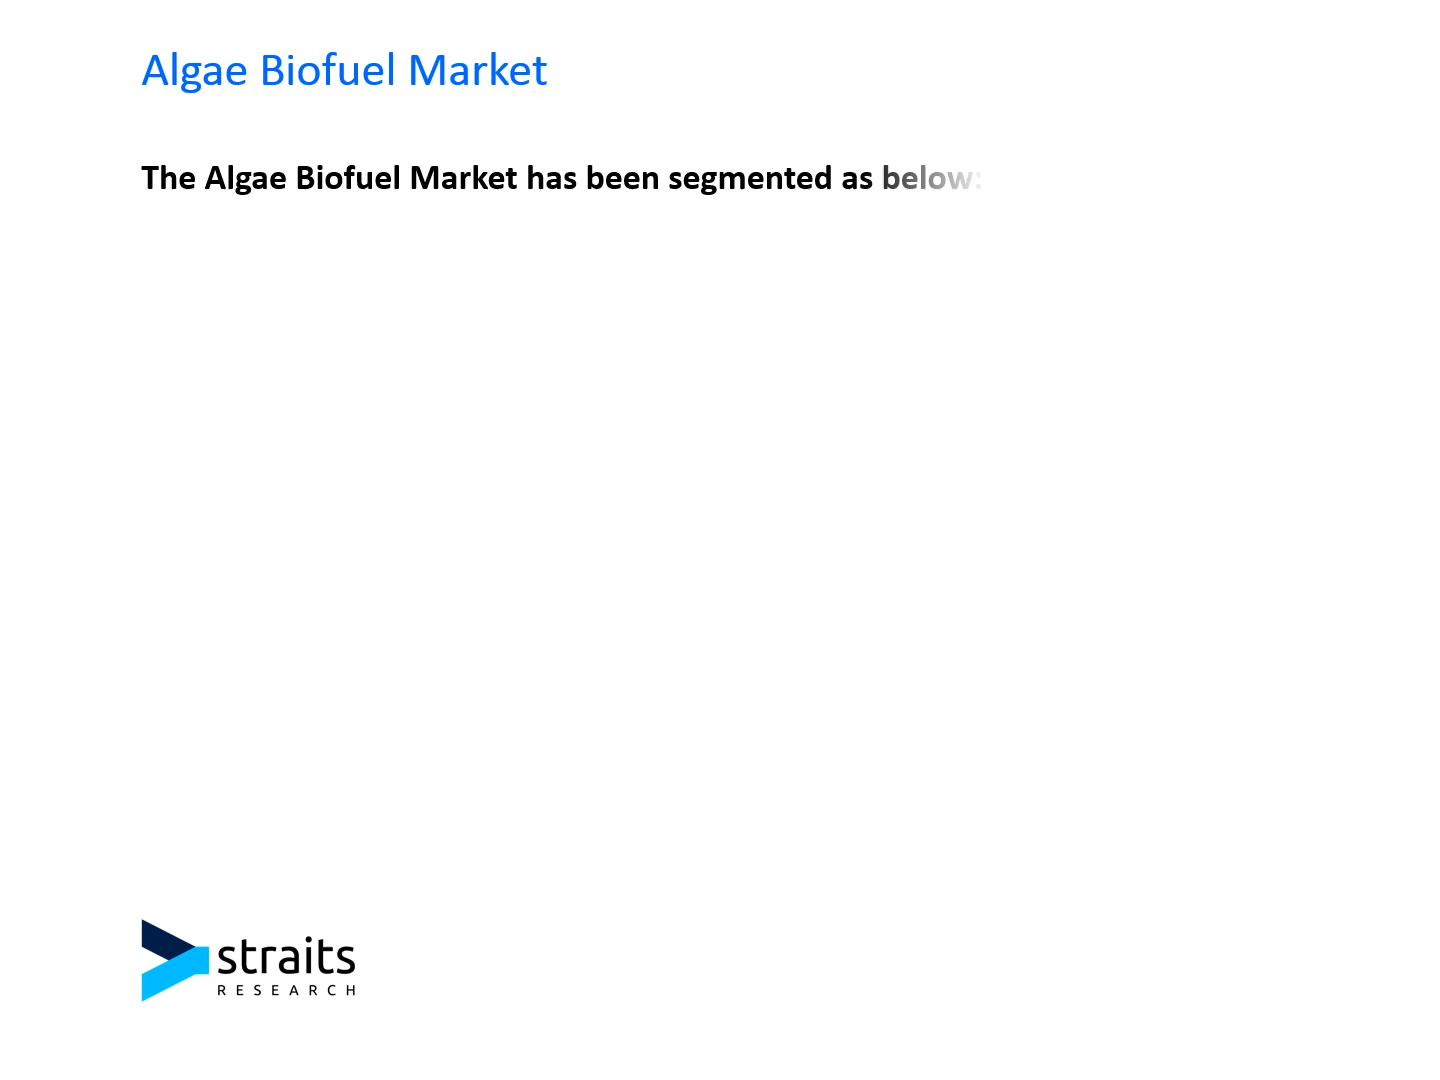 Algae Biofuel Market
The Algae Biofuel Market has been segmented as below:
straits
RESEARCH